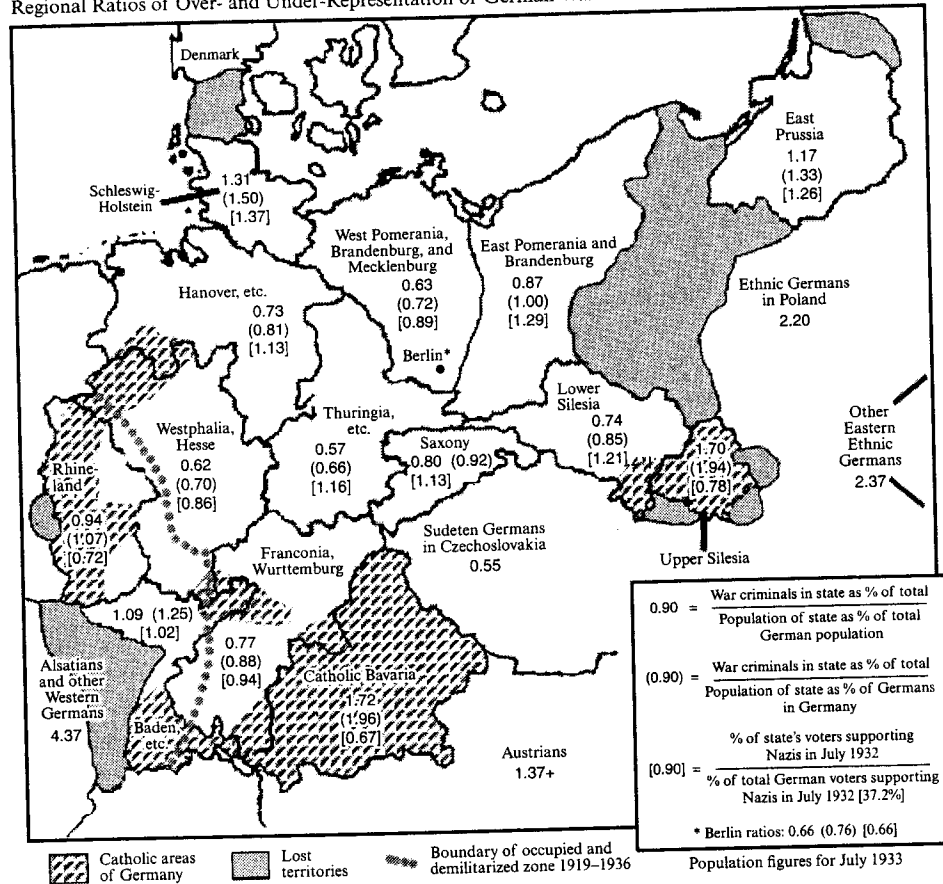 Regional Ratios of Over- and Under-Representation of German
Denmark
Schleswig-
Holstein
1.31
(1.50)
[1.37]
East
Prussia
1.17
(1.33)
[1.26]
West Pomerania,
Brandenburg, and
Mecklenburg
0.63
(0.72)
[0.89]
Berlin*
East Pomerania and
Brandenburg
0.87
(1.00)
[1.29]
Ethnic Germans
in Poland
2.20
Hanover, etc.
0.73
(0.81)
[1.13]
Other
Eastern
Ethnic
Germans
2.37
Rhine-
land
0.94
(1.07)
[0.72]
Westphalia,
Hesse
0.62
(0.70)
[0.86]
Thuringia,
etc.
0.57
(0.66)
[1.16]
Saxony
0.80 (0.92)
[1.13]
Lower
Silesia
0.74
(0.85)
[1.21]
1.70
(1.94)
[0.78]
Upper Silesia
Sudeten Germans
in Czechoslovakia
0.55
Franconia,
Wurttemburg
0.77
(0.88)
[0.94]
1.09 (1.25)
[1.02]
Alsatians
and other
Western
Germans
4.37
Baden,
etc.
Catholic Bavaria
1.72
(1.96)
[0.67]
Austrians
1.37+
0.90 = War criminals in state as % of total
Population of state as % of total
German population
(0.90) = War criminals in state as % of total
Population of state as % of Germans
in Germany
% of state's voters supporting
Nazis in July 1932
[0.90] =
% of total German voters supporting
Nazis in July 1932 [37.2%]
* Berlin ratios: 0.66 (0.76) [0.66]
Catholic areas
of Germany
Lost
territories
Boundary of occupied and
demilitarized zone 1919–1936
Population figures for July 1933